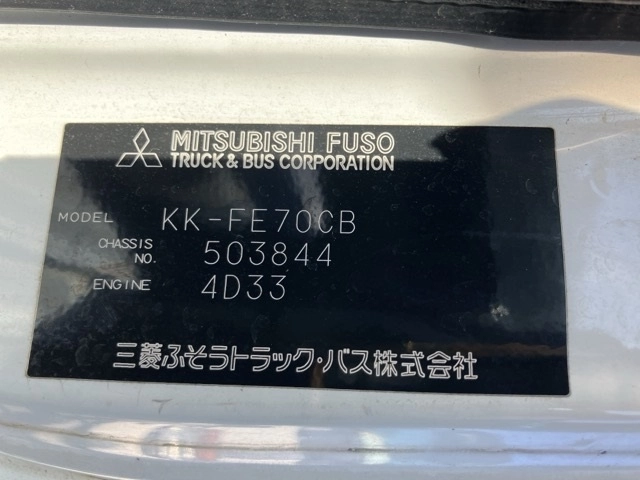 MITSUBISHI FUSO
TRUCK & BUS CORPORATION
MODEL KK-FE70CB
CHASSIS NO. 503844
ENGINE 4D33
三菱ふそうトラック・バス株式会社